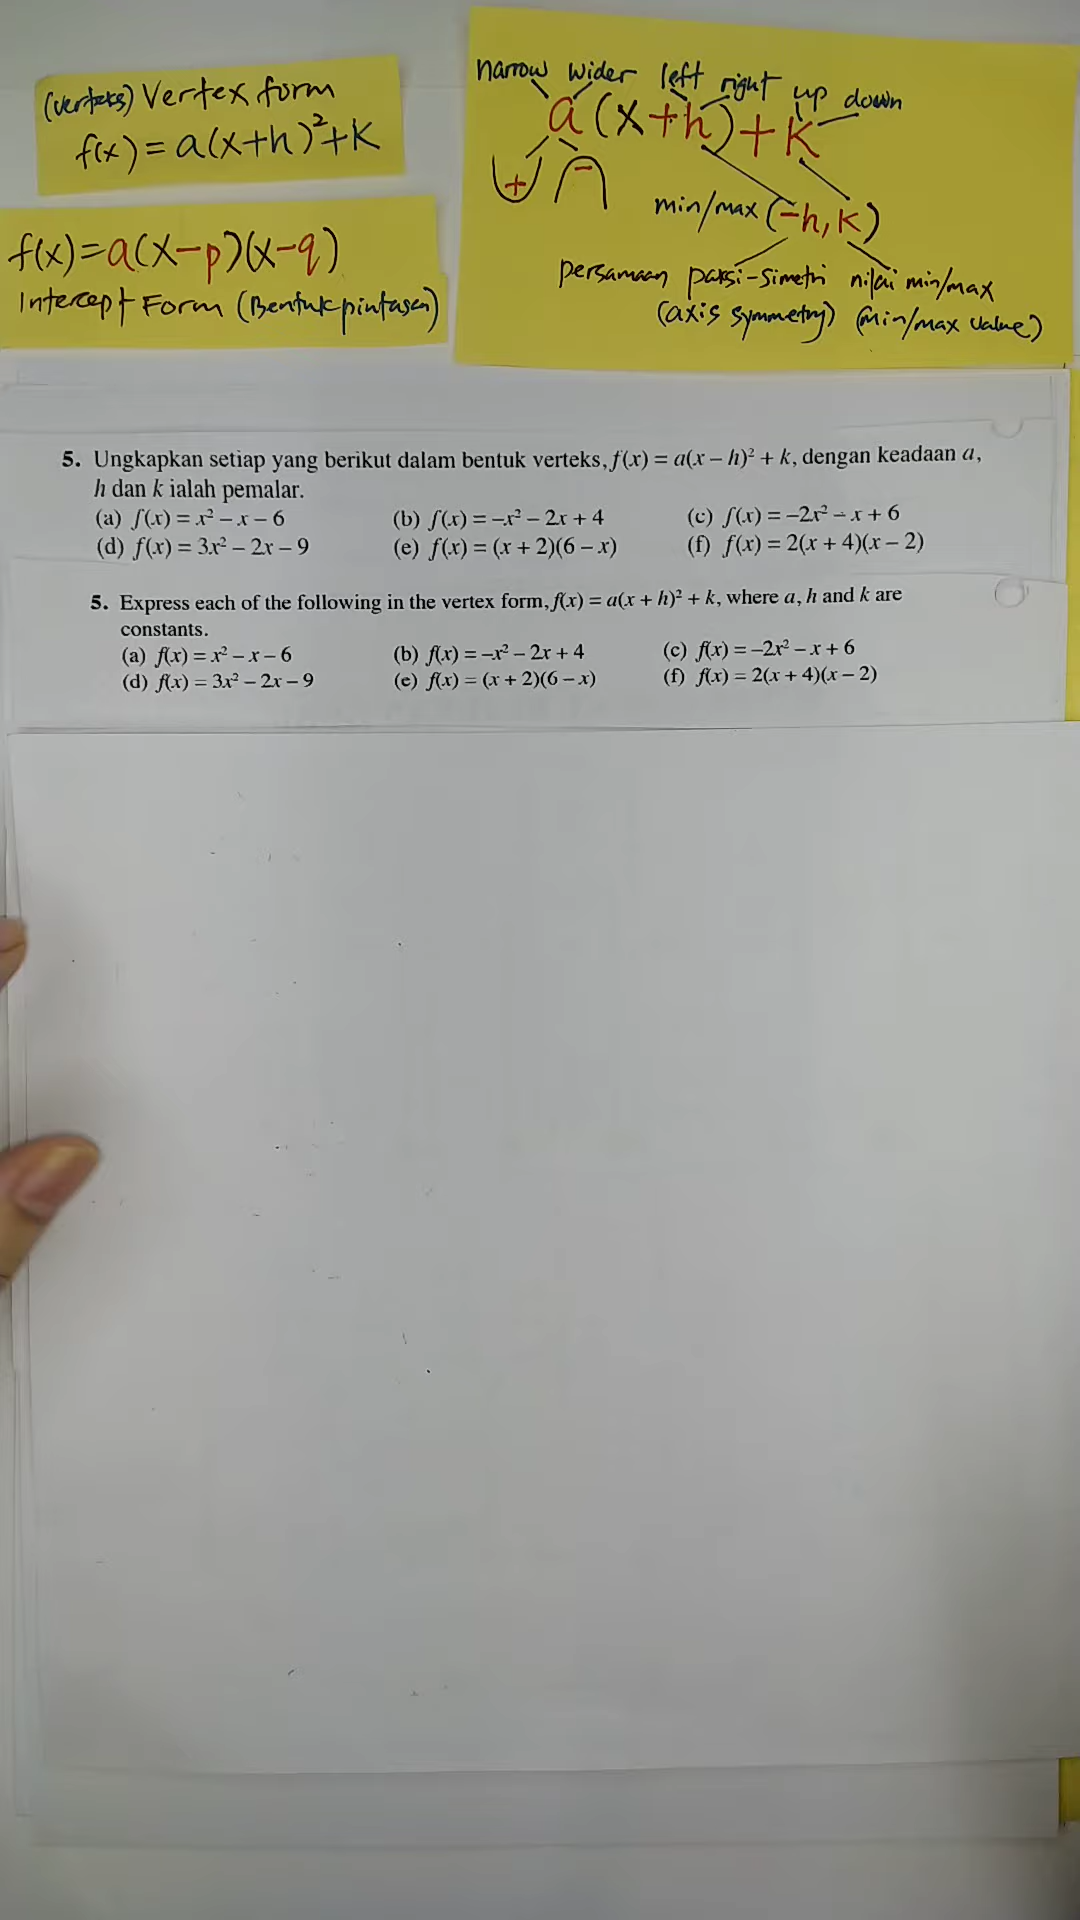 (verteks) Vertex form
f(x) = a(x+h)²+k
f(x)=a(x-p)(x-q)
Intercept Form (Bentuk pintasan)
narrow wider left right up down
a(x+h)+k
+ -
min/max (-h, k)
persamaan paksi-simetri nilai min/max
(axis symmetry) (min/max value)
5. Ungkapkan setiap yang berikut dalam bentuk verteks, f(x) = a(x – h)² + k, dengan keadaan a,
h dan k ialah pemalar.
(a) f(x) = x² – x – 6 (b) f(x) = –x² – 2x + 4 (c) f(x) = –2x² – x + 6
(d) f(x) = 3x² – 2x – 9 (e) f(x) = (x + 2)(6 – x) (f) f(x) = 2(x + 4)(x – 2)
5. Express each of the following in the vertex form, f(x) = a(x + h)² + k, where a, h and k are
constants.
(a) f(x) = x² – x – 6 (b) f(x) = –x² – 2x + 4 (c) f(x) = –2x² – x + 6
(d) f(x) = 3x² – 2x – 9 (e) f(x) = (x + 2)(6 – x) (f) f(x) = 2(x + 4)(x – 2)